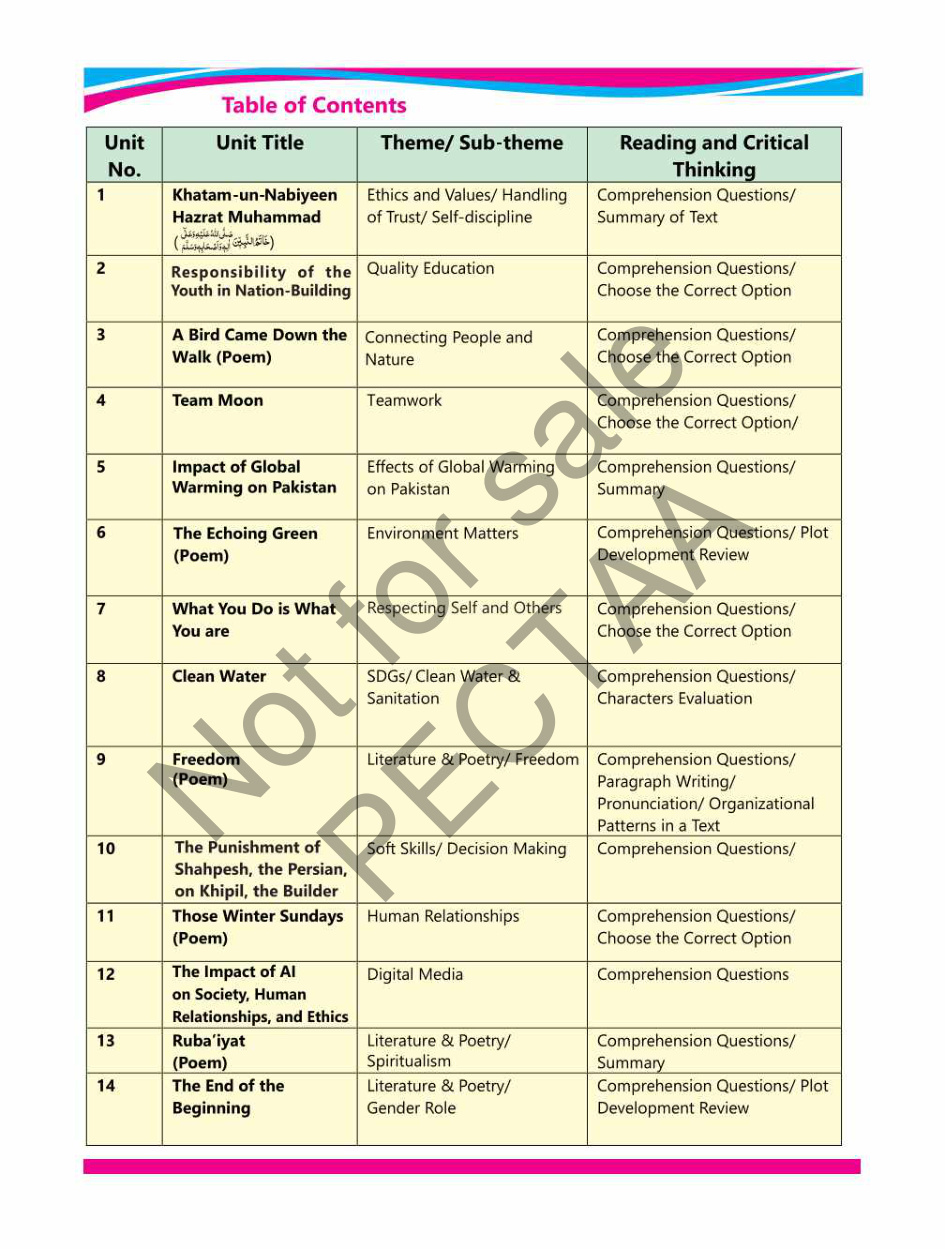 Table of Contents
Unit No. Unit Title Theme/ Sub-theme Reading and Critical Thinking
1 Khatam-un-Nabiyeen Ethics and Values/ Handling Comprehension Questions/
Hazrat Muhammad of Trust/ Self-discipline Summary of Text
(خَاتَمُ النَّبِيّٖنَ صَلَّى اللّٰهُ عَلَيْهِ وَعَلٰٓى اٰلِهٖ وَاَصْحَابِهٖ وَسَلَّمَ)
2 Responsibility of the Quality Education Comprehension Questions/
Youth in Nation-Building Choose the Correct Option
3 A Bird Came Down the Connecting People and Comprehension Questions/
Walk (Poem) Nature Choose the Correct Option
4 Team Moon Teamwork Comprehension Questions/
Choose the Correct Option/
5 Impact of Global Effects of Global Warming Comprehension Questions/
Warming on Pakistan on Pakistan Summary
6 The Echoing Green Environment Matters Comprehension Questions/ Plot
(Poem) Development Review
7 What You Do is What Respecting Self and Others Comprehension Questions/
You are Choose the Correct Option
8 Clean Water SDGs/ Clean Water & Comprehension Questions/
Sanitation Characters Evaluation
9 Freedom Literature & Poetry/ Freedom Comprehension Questions/
(Poem) Paragraph Writing/
Pronunciation/ Organizational
Patterns in a Text
10 The Punishment of Soft Skills/ Decision Making Comprehension Questions/
Shahpesh, the Persian,
on Khipil, the Builder
11 Those Winter Sundays Human Relationships Comprehension Questions/
(Poem) Choose the Correct Option
12 The Impact of AI Digital Media Comprehension Questions
on Society, Human
Relationships, and Ethics
13 Ruba’iyat Literature & Poetry/ Comprehension Questions/
(Poem) Spiritualism Summary
14 The End of the Literature & Poetry/ Comprehension Questions/ Plot
Beginning Gender Role Development Review
Not for sale
PECTAA